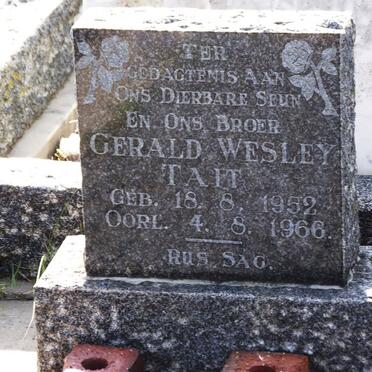 TER
GEDAGTENIS AAN
ONS DIERBARE SEUN
EN ONS BROER
GERALD WESLEY
TAIT
GEB. 18. 8. 1952.
OORL. 4. 8. 1966.
RUS SAG.